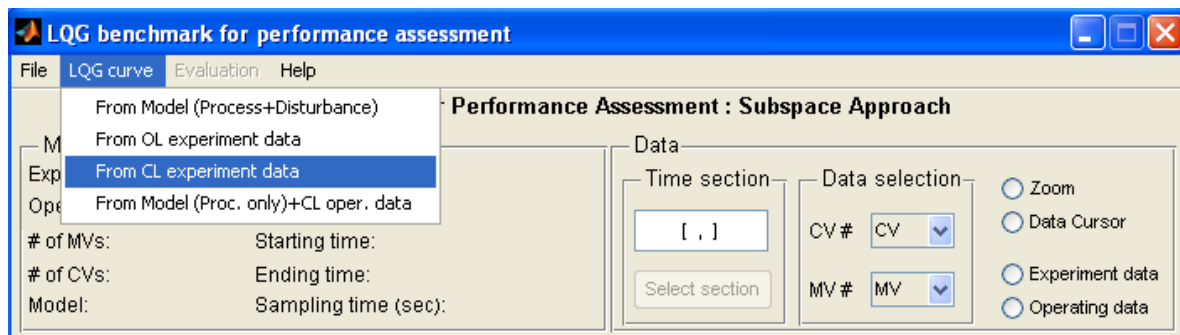 LQG benchmark for performance assessment
File LQG curve Evaluation Help
From Model (Process+Disturbance)
From OL experiment data
From CL experiment data
From Model (Proc. only)+CL oper. data
Performance Assessment : Subspace Approach
# of MVs: Starting time:
# of CVs: Ending time:
Model: Sampling time (sec):
Data
Time section
[ , ]
Select section
Data selection
CV # CV
MV # MV
Zoom
Data Cursor
Experiment data
Operating data